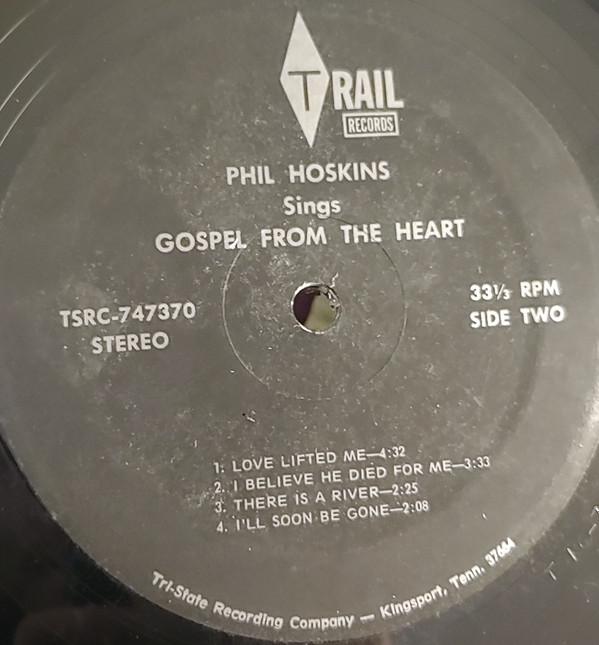 TRAIL
RECORDS
PHIL HOSKINS
Sings
GOSPEL FROM THE HEART
TSRC-747370
STEREO
33⅓ RPM
SIDE TWO
1. LOVE LIFTED ME—4:32
2. I BELIEVE HE DIED FOR ME—3:33
3. THERE IS A RIVER—2:25
4. I'LL SOON BE GONE—2:08
Tri-State Recording Company — Kingsport, Tenn. 37664